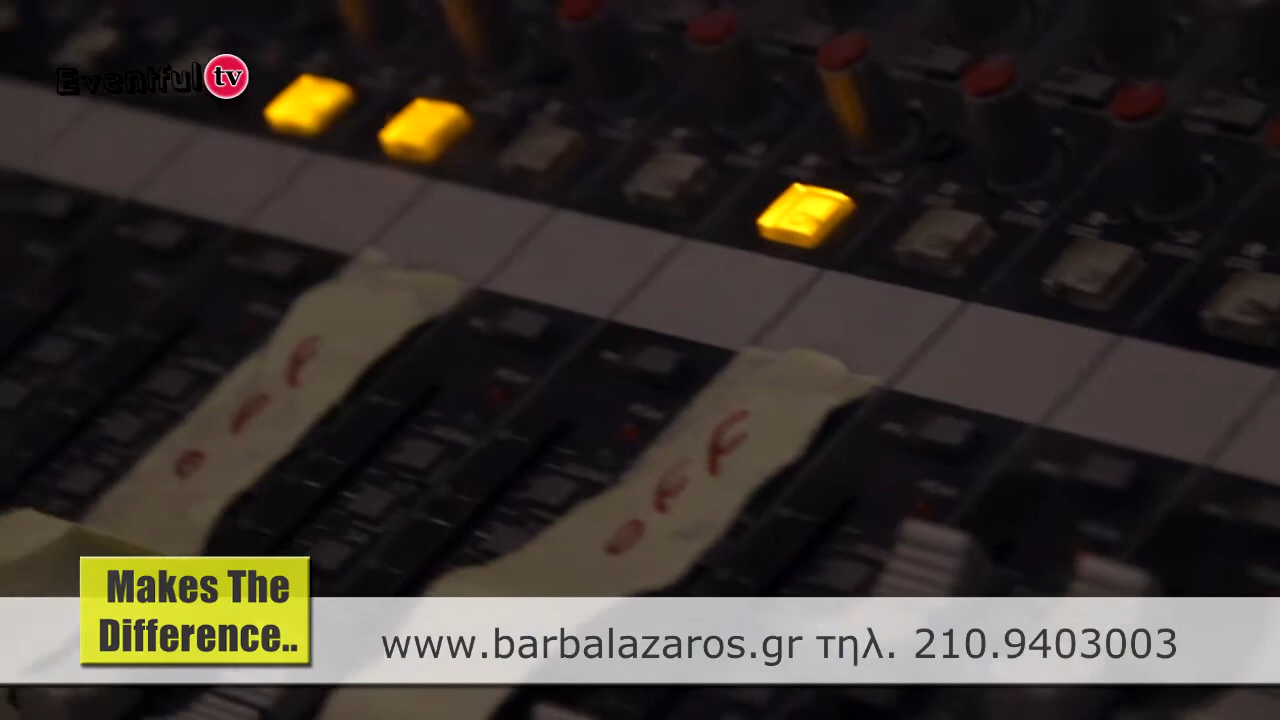 Eventful tv
OFF
OFF
Makes The
Difference..
www.barbalazaros.gr τηλ. 210.9403003